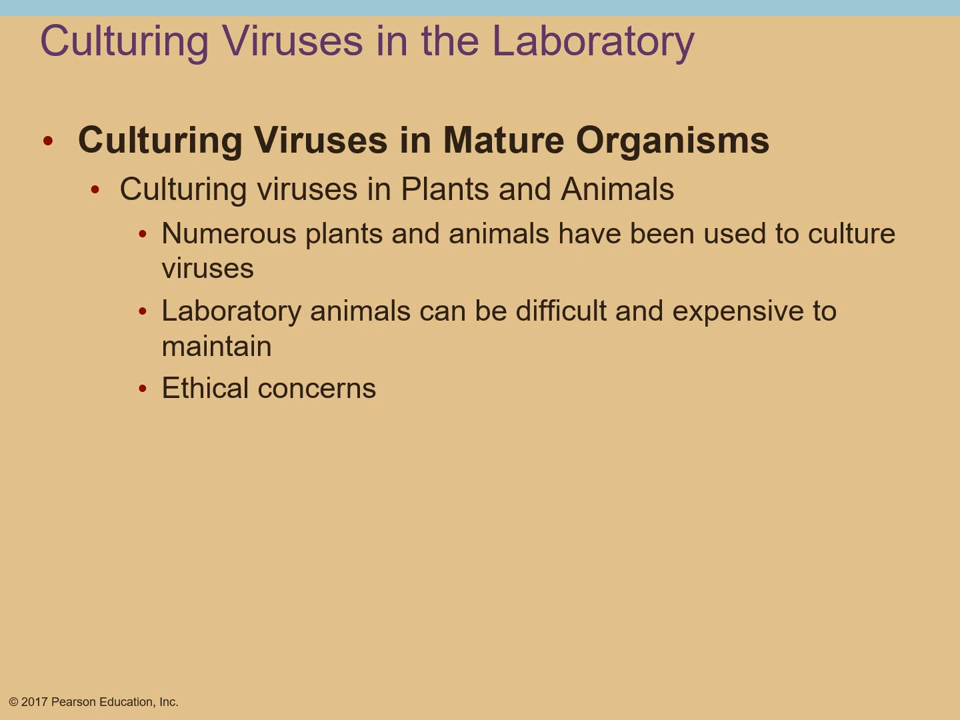 Culturing Viruses in the Laboratory
• Culturing Viruses in Mature Organisms
• Culturing viruses in Plants and Animals
• Numerous plants and animals have been used to culture
viruses
• Laboratory animals can be difficult and expensive to
maintain
• Ethical concerns
© 2017 Pearson Education, Inc.